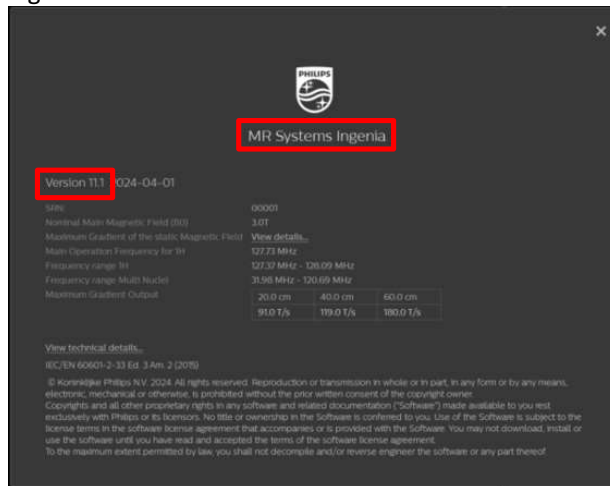 PHILIPS
MR Systems Ingenia
Version 11.1 2024-04-01
SRN: 00001
Nominal Main Magnetic Field (B0) 3.0T
Maximum Gradient of the static Magnetic Field View details...
Main Operation Frequency for 1H 127.73 MHz
Frequency range 1H 127.37 MHz - 128.09 MHz
Frequency range Multi Nuclei 31.98 MHz - 120.69 MHz
Maximum Gradient Output 20.0 cm 40.0 cm 60.0 cm
91.0 T/s 119.0 T/s 180.0 T/s
View technical details...
IEC/EN 60601-2-33 Ed. 3 Am. 2 (2015)
© Koninklijke Philips N.V. 2024 All rights reserved. Reproduction or transmission in whole or in part, in any form or by any means,
electronic, mechanical or otherwise, is prohibited without the prior written consent of the copyright owner.
Copyrights and all other proprietary rights in any software and related documentation ("Software") made available to you rest
exclusively with Philips or its licensors. No title or ownership in the Software is conferred to you. Use of the Software is subject to the
license terms in the software license agreement that accompanies or is provided with the Software. You may not download, install or
use the software until you have read and accepted the terms of the software license agreement.
To the maximum extent permitted by law, you shall not decompile and/or reverse engineer the software or any part thereof.